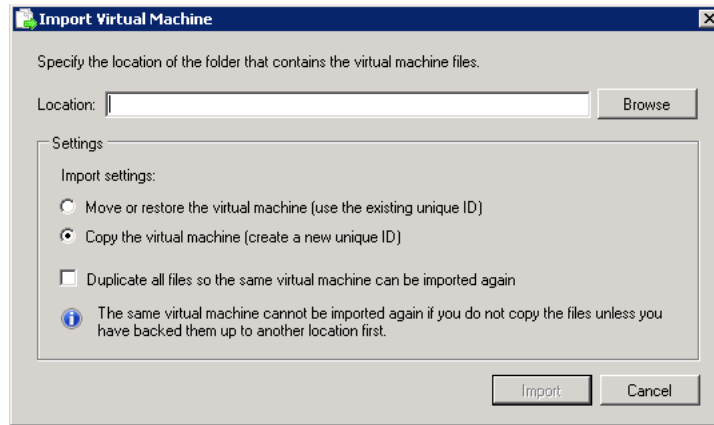 Import Virtual Machine
Specify the location of the folder that contains the virtual machine files.
Location:
Browse
Settings
Import settings:
Move or restore the virtual machine (use the existing unique ID)
Copy the virtual machine (create a new unique ID)
Duplicate all files so the same virtual machine can be imported again
The same virtual machine cannot be imported again if you do not copy the files unless you
have backed them up to another location first.
Import
Cancel